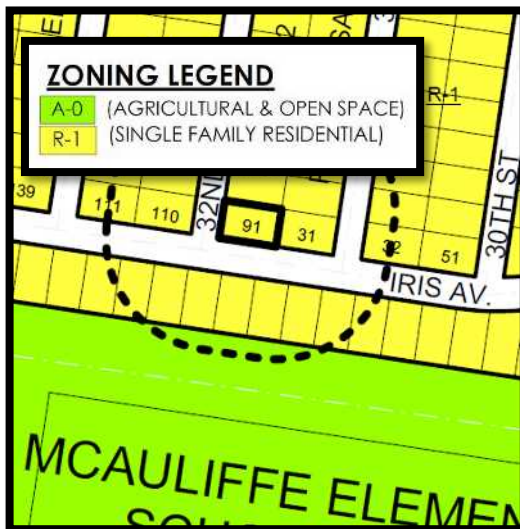 ZONING LEGEND
A-0 (AGRICULTURAL & OPEN SPACE)
R-1 (SINGLE FAMILY RESIDENTIAL)
R-1
139
111
110
32ND
91
31
32
51
30TH ST
IRIS AV.
MCAULIFFE ELEMEN